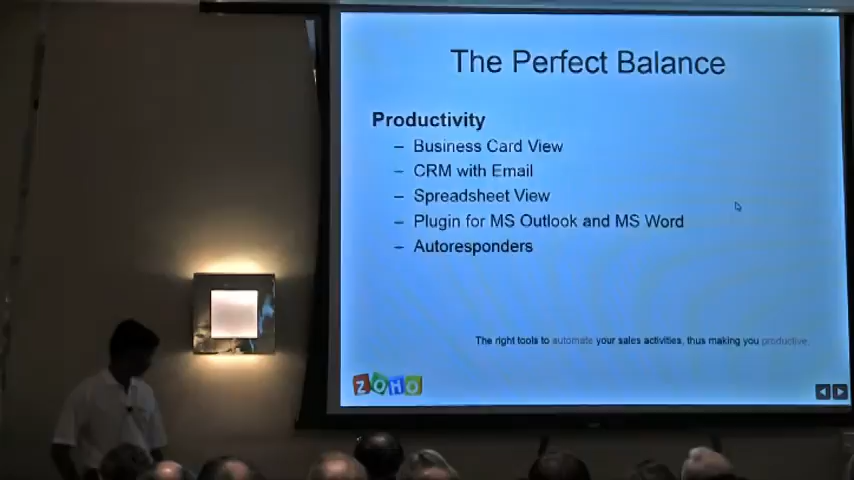 The Perfect Balance
Productivity
– Business Card View
– CRM with Email
– Spreadsheet View
– Plugin for MS Outlook and MS Word
– Autoresponders
The right tools to automate your sales activities, thus making you productive.
ZOHO